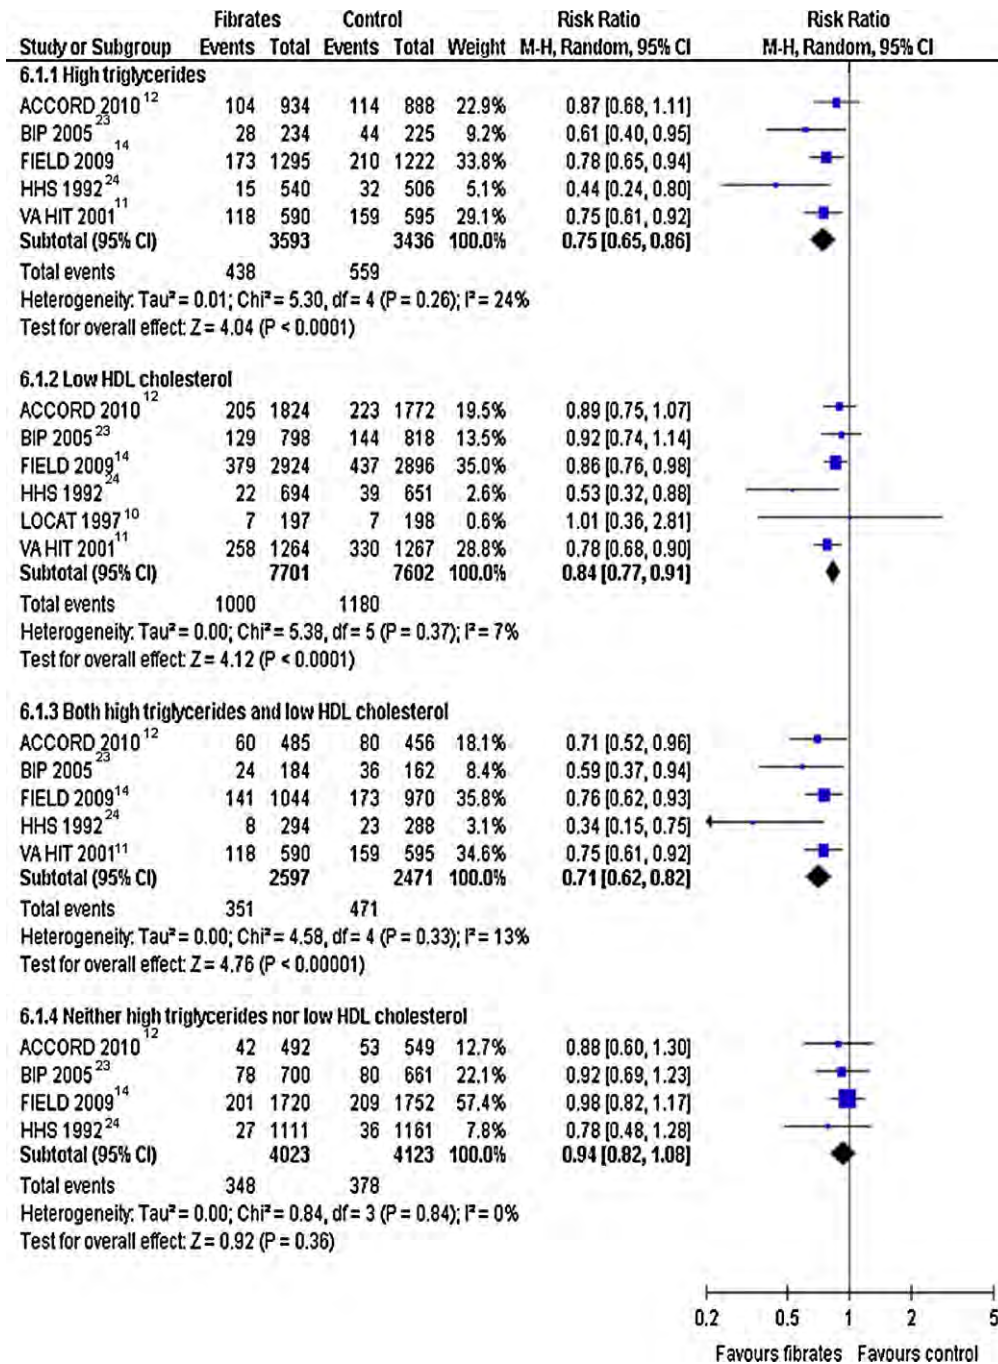 Fibrates Control Risk Ratio Risk Ratio
Study or Subgroup Events Total Events Total Weight M-H, Random, 95% CI M-H, Random, 95% CI
6.1.1 High triglycerides
ACCORD 2010 12 104 934 114 888 22.9% 0.87 [0.68, 1.11]
BIP 2005 23 28 234 44 225 9.2% 0.61 [0.40, 0.95]
FIELD 2009 14 173 1295 210 1222 33.8% 0.78 [0.65, 0.94]
HHS 1992 24 15 540 32 506 5.1% 0.44 [0.24, 0.80]
VA HIT 2001 11 118 590 159 595 29.1% 0.75 [0.61, 0.92]
Subtotal (95% CI) 3593 3436 100.0% 0.75 [0.65, 0.86]
Total events 438 559
Heterogeneity: Tau² = 0.01; Chi² = 5.30, df = 4 (P = 0.26); I² = 24%
Test for overall effect: Z = 4.04 (P < 0.0001)
6.1.2 Low HDL cholesterol
ACCORD 2010 12 205 1824 223 1772 19.5% 0.89 [0.75, 1.07]
BIP 2005 23 129 798 144 818 13.5% 0.92 [0.74, 1.14]
FIELD 2009 14 379 2924 437 2896 35.0% 0.86 [0.76, 0.98]
HHS 1992 24 22 694 39 651 2.6% 0.53 [0.32, 0.88]
LOCAT 1997 10 7 197 7 198 0.6% 1.01 [0.36, 2.81]
VA HIT 2001 11 258 1264 330 1267 28.8% 0.78 [0.68, 0.90]
Subtotal (95% CI) 7701 7602 100.0% 0.84 [0.77, 0.91]
Total events 1000 1180
Heterogeneity: Tau² = 0.00; Chi² = 5.38, df = 5 (P = 0.37); I² = 7%
Test for overall effect: Z = 4.12 (P < 0.0001)
6.1.3 Both high triglycerides and low HDL cholesterol
ACCORD 2010 12 60 485 80 456 18.1% 0.71 [0.52, 0.96]
BIP 2005 23 24 184 36 162 8.4% 0.59 [0.37, 0.94]
FIELD 2009 14 141 1044 173 970 35.8% 0.76 [0.62, 0.93]
HHS 1992 24 8 294 23 288 3.1% 0.34 [0.15, 0.75]
VA HIT 2001 11 118 590 159 595 34.6% 0.75 [0.61, 0.92]
Subtotal (95% CI) 2597 2471 100.0% 0.71 [0.62, 0.82]
Total events 351 471
Heterogeneity: Tau² = 0.00; Chi² = 4.58, df = 4 (P = 0.33); I² = 13%
Test for overall effect: Z = 4.76 (P < 0.00001)
6.1.4 Neither high triglycerides nor low HDL cholesterol
ACCORD 2010 12 42 492 53 549 12.7% 0.88 [0.60, 1.30]
BIP 2005 23 78 700 80 661 22.1% 0.92 [0.69, 1.23]
FIELD 2009 14 201 1720 209 1752 57.4% 0.98 [0.82, 1.17]
HHS 1992 24 27 1111 36 1161 7.8% 0.78 [0.48, 1.28]
Subtotal (95% CI) 4023 4123 100.0% 0.94 [0.82, 1.08]
Total events 348 378
Heterogeneity: Tau² = 0.00; Chi² = 0.84, df = 3 (P = 0.84); I² = 0%
Test for overall effect: Z = 0.92 (P = 0.36)
0.2 0.5 1 2 5
Favours fibrates Favours control